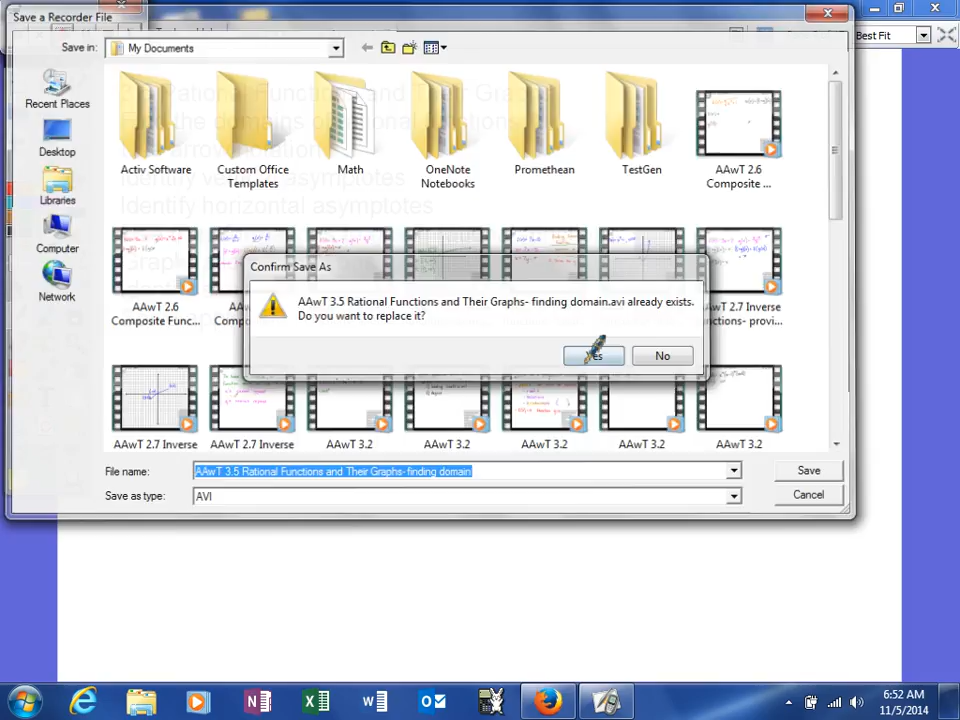 Save a Recorder File
Best Fit
Save in:
My Documents
Recent Places
Desktop
Libraries
Computer
Network
Activ Software
Custom Office
Templates
Math
OneNote
Notebooks
Promethean
TestGen
AAwT 2.6
Composite ...
Identify horizontal asymptotes
AAwT 2.6
Composite Func...
AAwT 2.7 Inverse
Confirm Save As
AAwT 3.5 Rational Functions and Their Graphs- finding domain.avi already exists.
Do you want to replace it?
Yes
No
AAwT 2.7 Inverse
AAwT 2.7 Inverse
AAwT 3.2
AAwT 3.2
AAwT 3.2
AAwT 3.2
AAwT 3.2
File name:
AAwT 3.5 Rational Functions and Their Graphs- finding domain
Save
Save as type:
AVI
Cancel
6:52 AM
11/5/2014